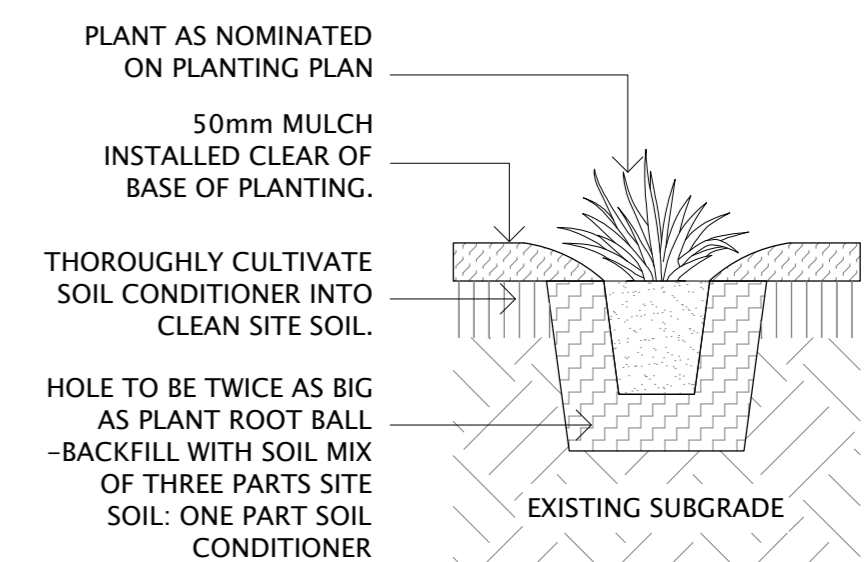 PLANT AS NOMINATED
ON PLANTING PLAN
50mm MULCH
INSTALLED CLEAR OF
BASE OF PLANTING.
THOROUGHLY CULTIVATE
SOIL CONDITIONER INTO
CLEAN SITE SOIL.
HOLE TO BE TWICE AS BIG
AS PLANT ROOT BALL
-BACKFILL WITH SOIL MIX
OF THREE PARTS SITE
SOIL: ONE PART SOIL
CONDITIONER
EXISTING SUBGRADE